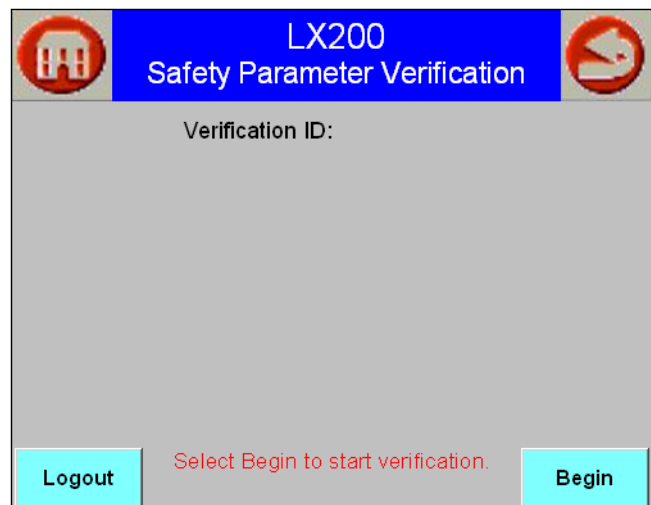 LX200
Safety Parameter Verification
Verification ID:
Select Begin to start verification.
Logout
Begin